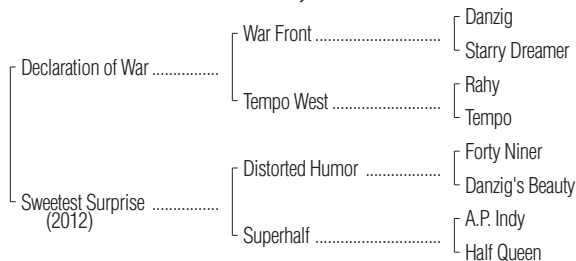 Danzig
War Front ................................
Starry Dreamer
Declaration of War ................
Rahy
Tempo West ...........................
Tempo
Forty Niner
Distorted Humor ...................
Danzig's Beauty
Sweetest Surprise ................
(2012)
A.P. Indy
Superhalf ...............................
Half Queen